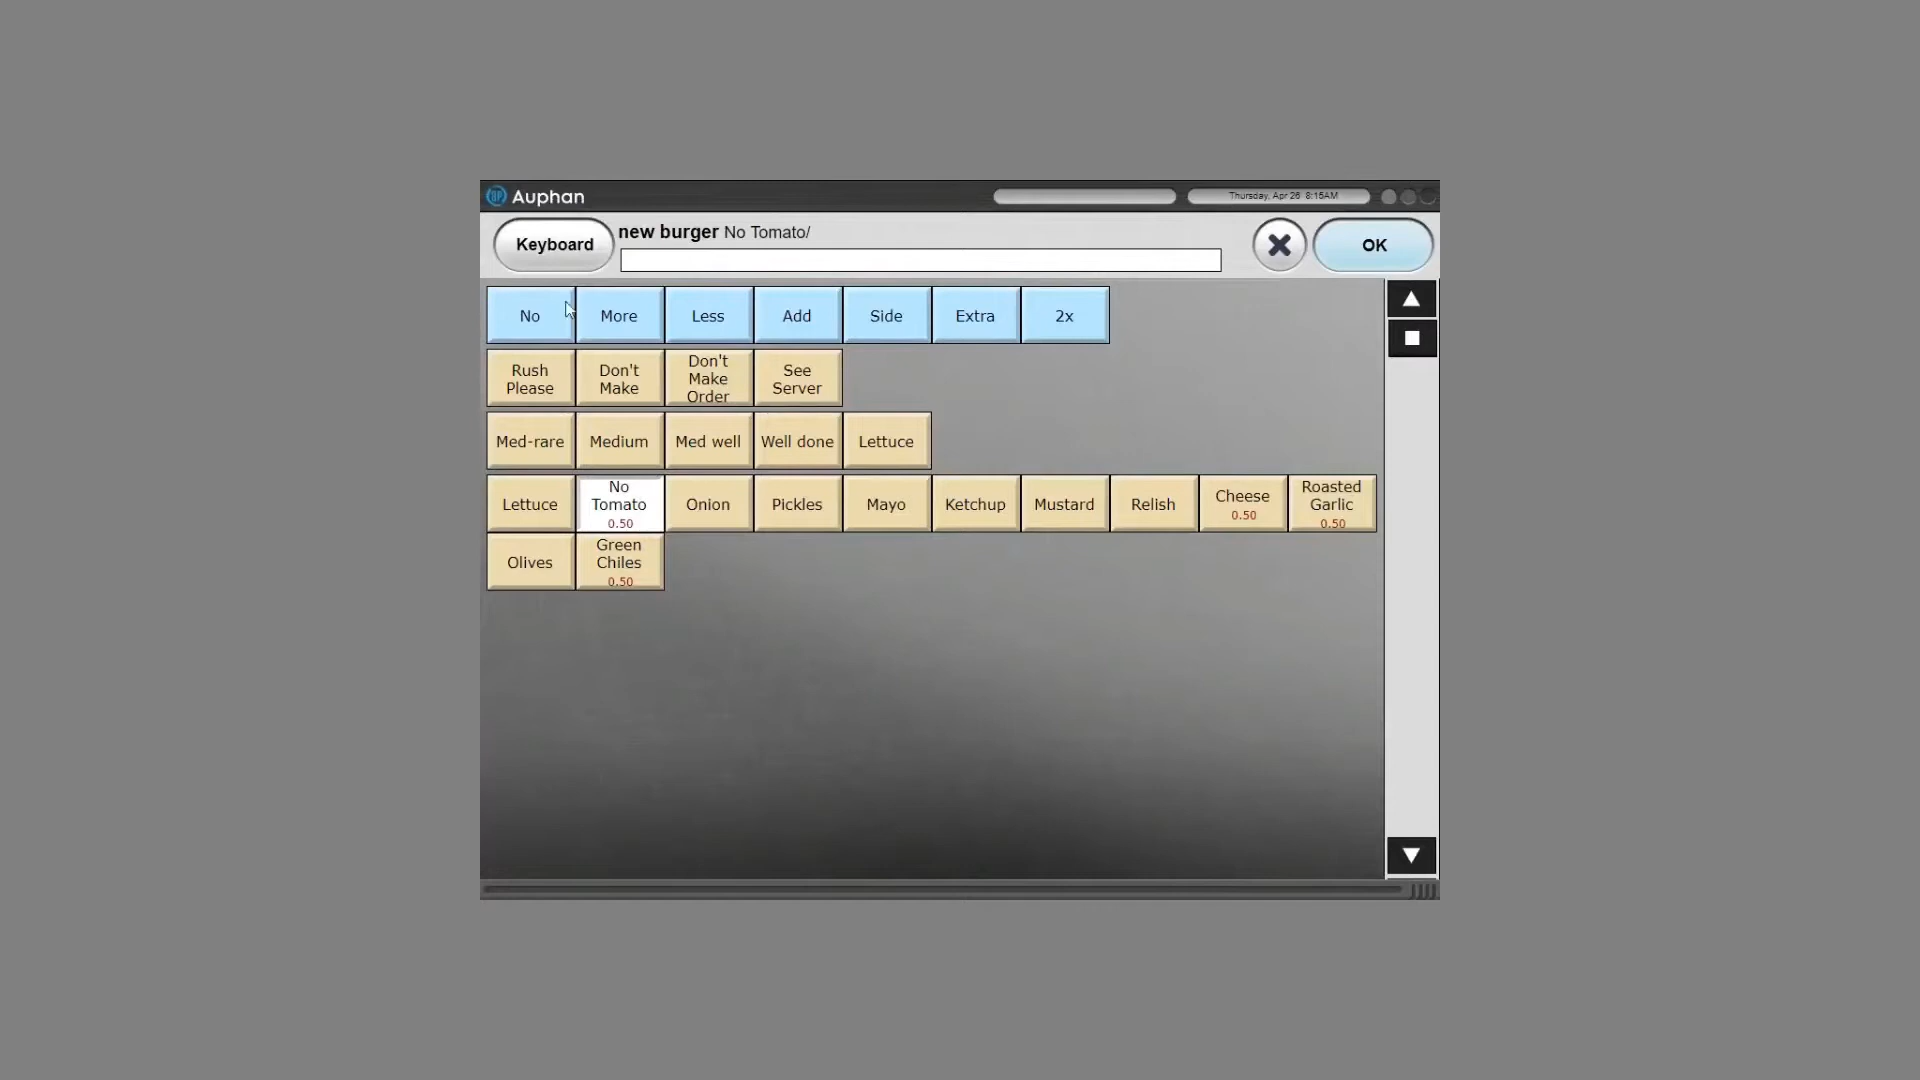 Auphan
Thursday, Apr 26 8:15AM
Keyboard
new burger No Tomato/
OK
No
More
Less
Add
Side
Extra
2x
Rush
Please
Don't
Make
Don't
Make
Order
See
Server
Med-rare
Medium
Med well
Well done
Lettuce
Lettuce
No
Tomato
0.50
Onion
Pickles
Mayo
Ketchup
Mustard
Relish
Cheese
0.50
Roasted
Garlic
0.50
Olives
Green
Chiles
0.50